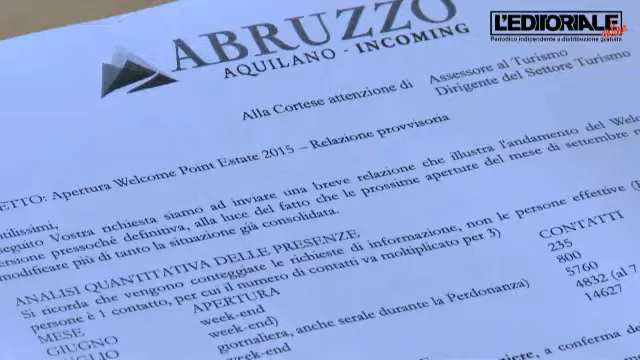 L'EDITORIALE
online
Periodico indipendente a distribuzione gratuita
ABRUZZO
AQUILANO - INCOMING
Alla Cortese attenzione di Assessore al Turismo
Dirigente del Settore Turismo
ETTO: Apertura Welcome Point Estate 2015 – Relazione provvisoria
ntilissimi,
seguito Vostra richiesta siamo ad inviare una breve relazione che illustra l'andamento del
versione pressoché definitiva, alla luce del fatto che le prossime aperture del mese di settembre
modificare più di tanto la situazione già consolidata.
ANALISI QUANTITATIVA DELLE PRESENZE
Si ricorda che vengono conteggiate le richieste di informazione, non le persone effettive
persone è 1 contatto, per cui il numero di contatti va moltiplicato per 3)
MESE APERTURA CONTATTI
GIUGNO week-end 235
week-end) 800
giornaliera, anche serale durante la Perdonanza) 5760
week-end 4832 (al 7
14627
a conferma